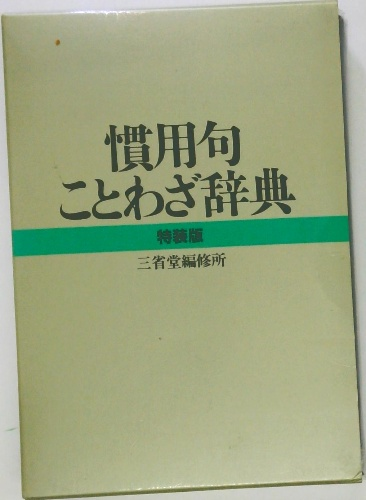 慣用句
ことわざ辞典
特装版
三省堂編修所